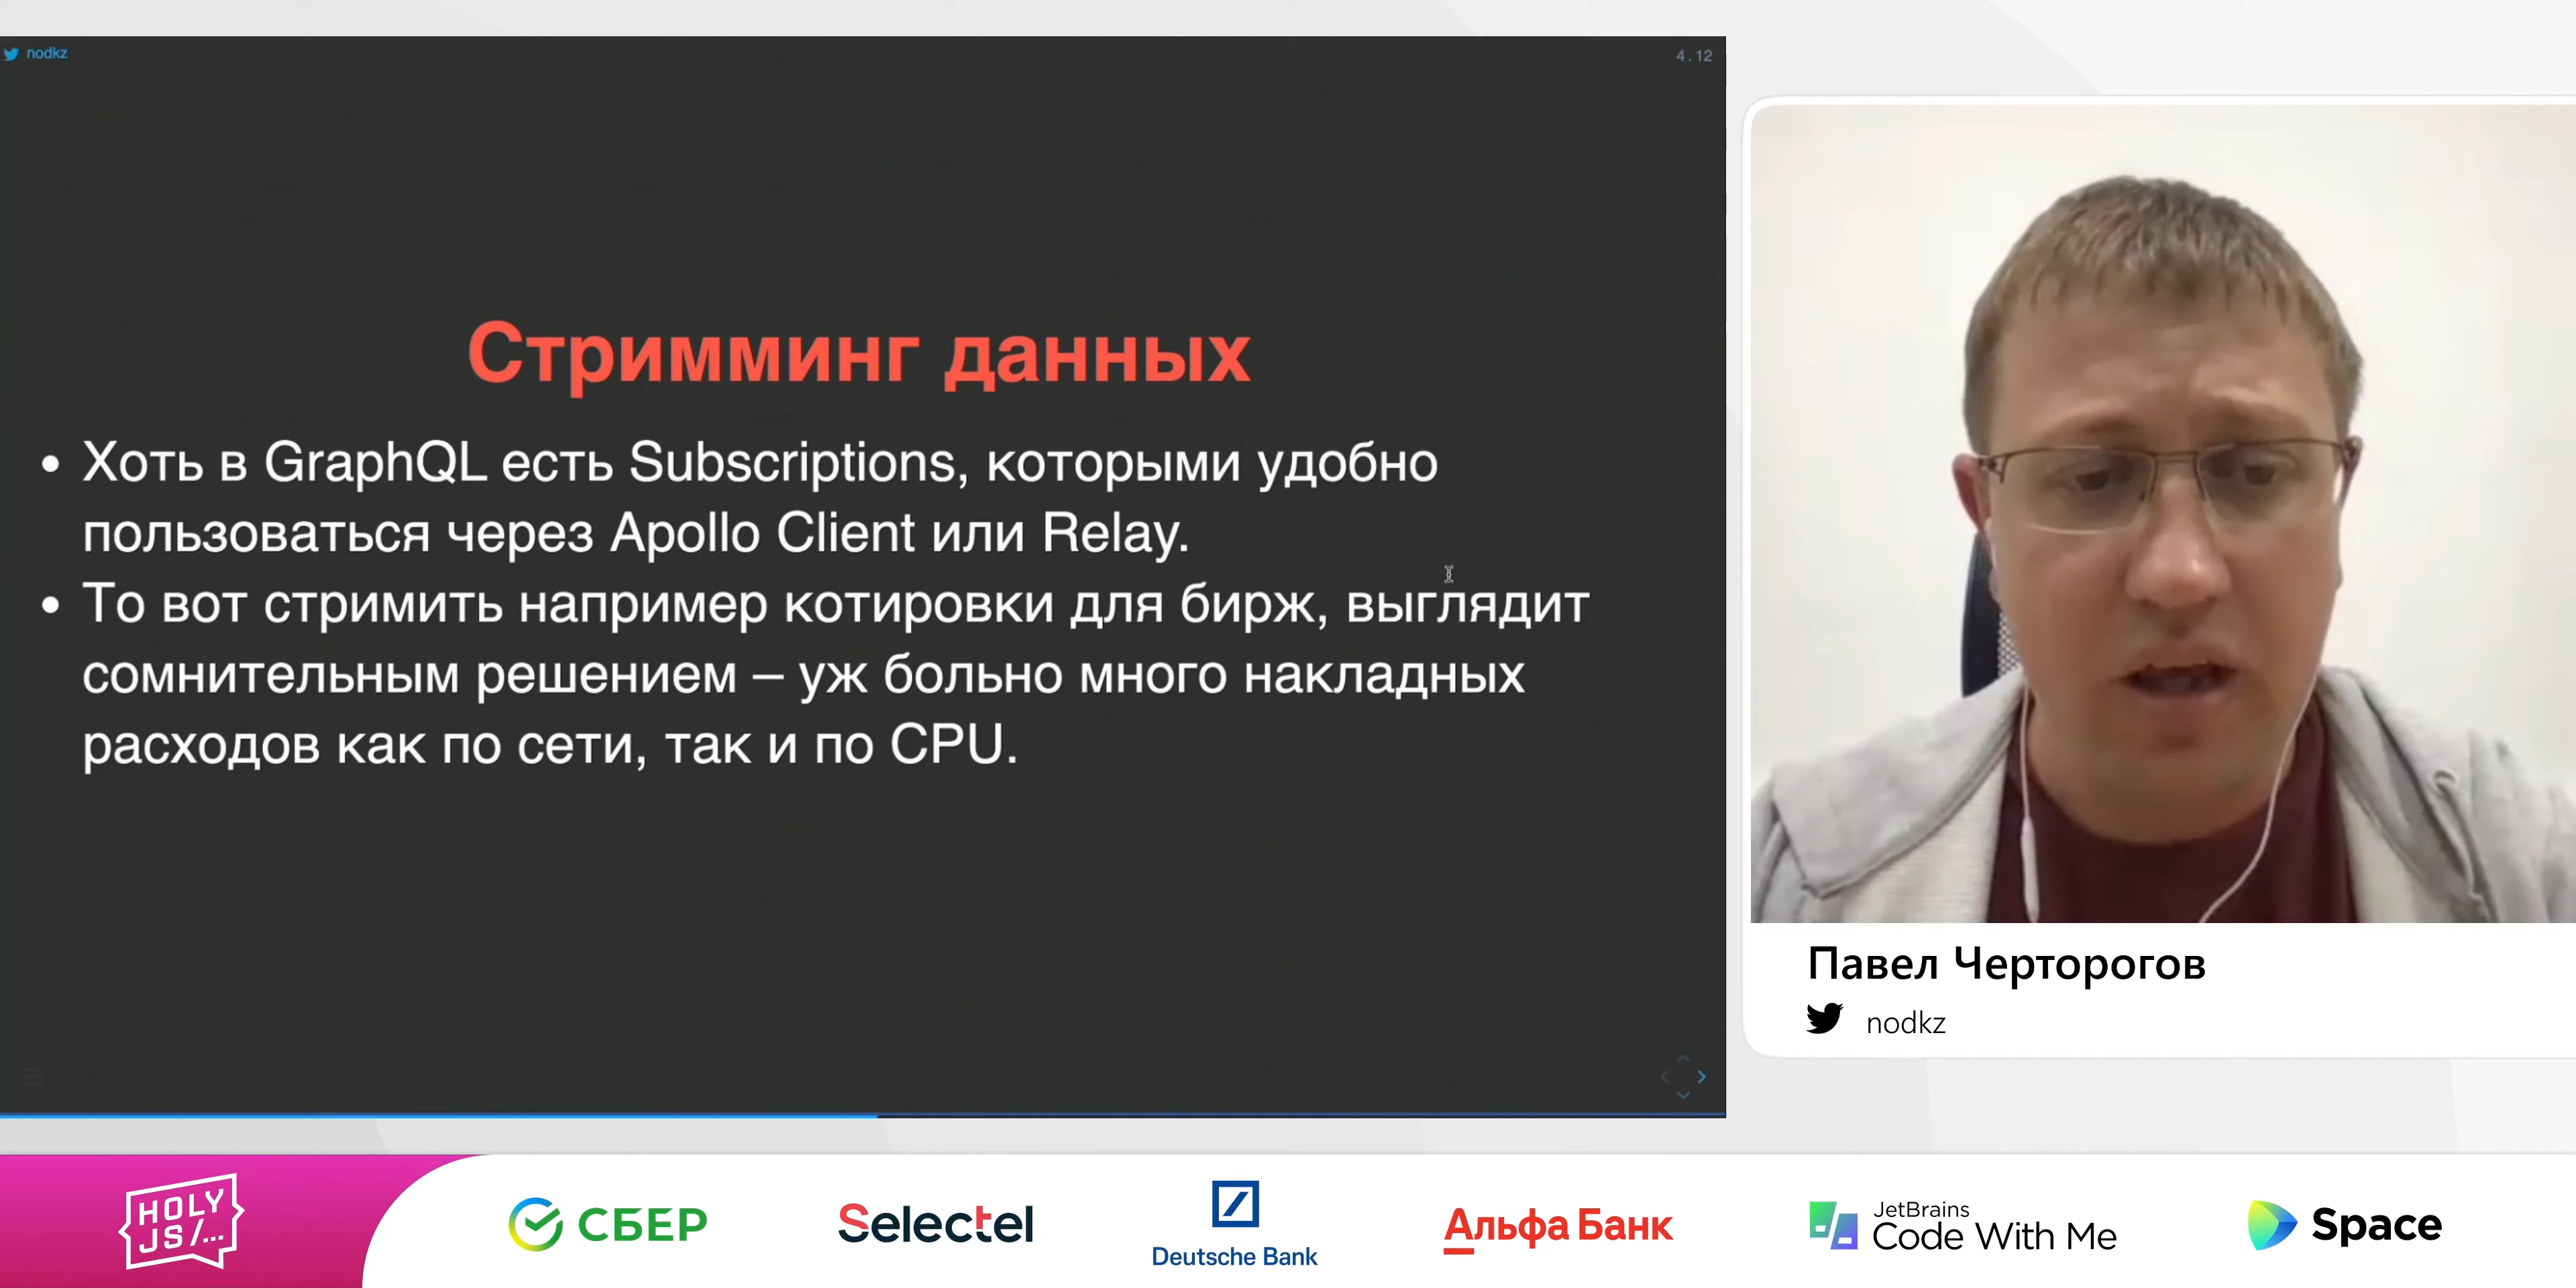 nodkz
4.12
Стримминг данных
• Хоть в GraphQL есть Subscriptions, которыми удобно
пользоваться через Apollo Client или Relay.
• То вот стримить например котировки для бирж, выглядит
сомнительным решением – уж больно много накладных
расходов как по сети, так и по CPU.
Павел Черторогов
nodkz
HOLY
JS/...
СБЕР
Selectel
Deutsche Bank
Альфа Банк
JetBrains
Code With Me
Space